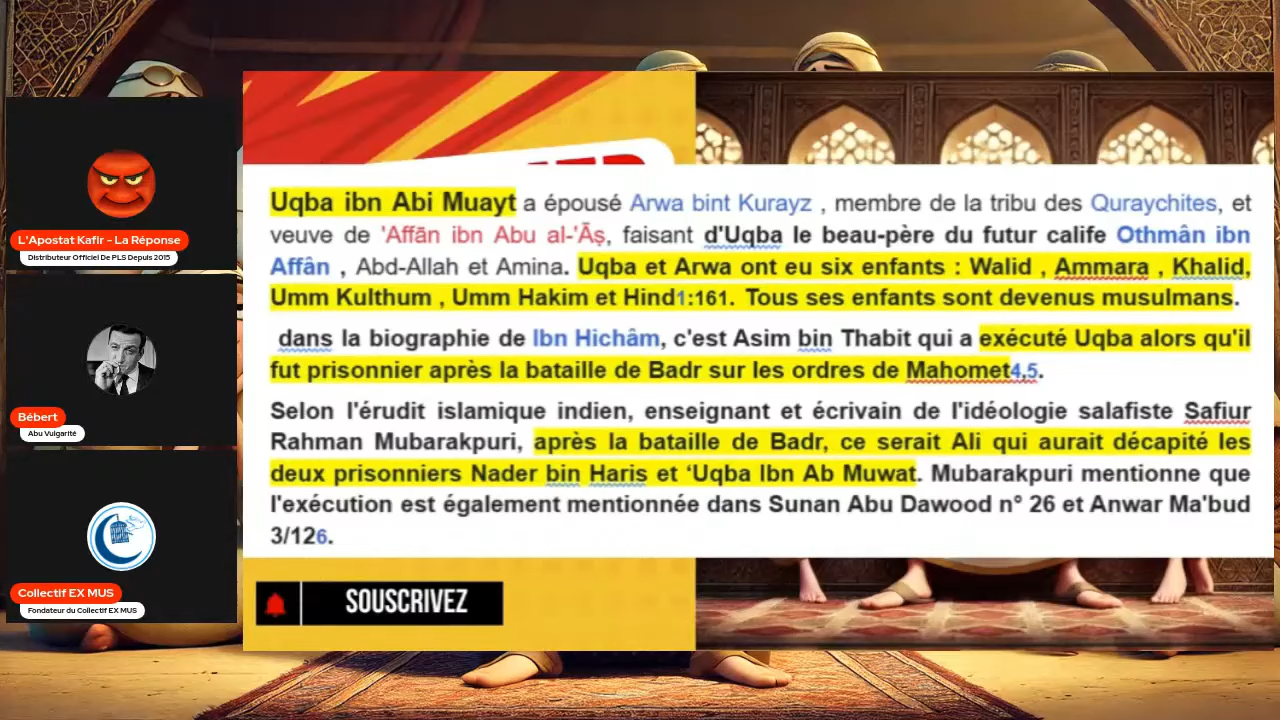 L'Apostat Kafir - La Réponse
Distributeur Officiel De PLS Depuis 2015
Bébert
Abu Vulgarité
Collectif EX MUS
Fondateur du Collectif EX MUS
Uqba ibn Abi Muayt a épousé Arwa bint Kurayz , membre de la tribu des Quraychites, et
veuve de 'Affān ibn Abu al-'Āṣ, faisant d'Uqba le beau-père du futur calife Othmân ibn
Affân , Abd-Allah et Amina. Uqba et Arwa ont eu six enfants : Walid , Ammara , Khalid,
Umm Kulthum , Umm Hakim et Hind1:161. Tous ses enfants sont devenus musulmans.
dans la biographie de Ibn Hichâm, c'est Asim bin Thabit qui a exécuté Uqba alors qu'il
fut prisonnier après la bataille de Badr sur les ordres de Mahomet4,5.
Selon l'érudit islamique indien, enseignant et écrivain de l'idéologie salafiste Safiur
Rahman Mubarakpuri, après la bataille de Badr, ce serait Ali qui aurait décapité les
deux prisonniers Nader bin Haris et ‘Uqba Ibn Ab Muwat. Mubarakpuri mentionne que
l'exécution est également mentionnée dans Sunan Abu Dawood n° 26 et Anwar Ma'bud
3/126.
SOUSCRIVEZ